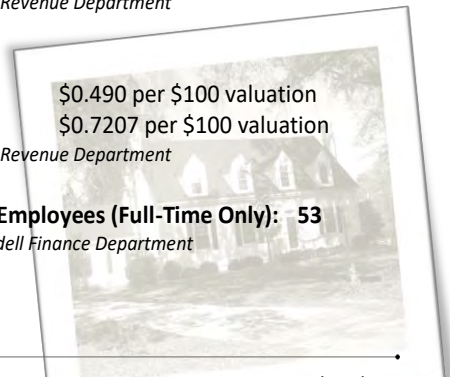 Revenue Department
$0.490 per $100 valuation
$0.7207 per $100 valuation
Revenue Department
Employees (Full-Time Only): 53
dell Finance Department